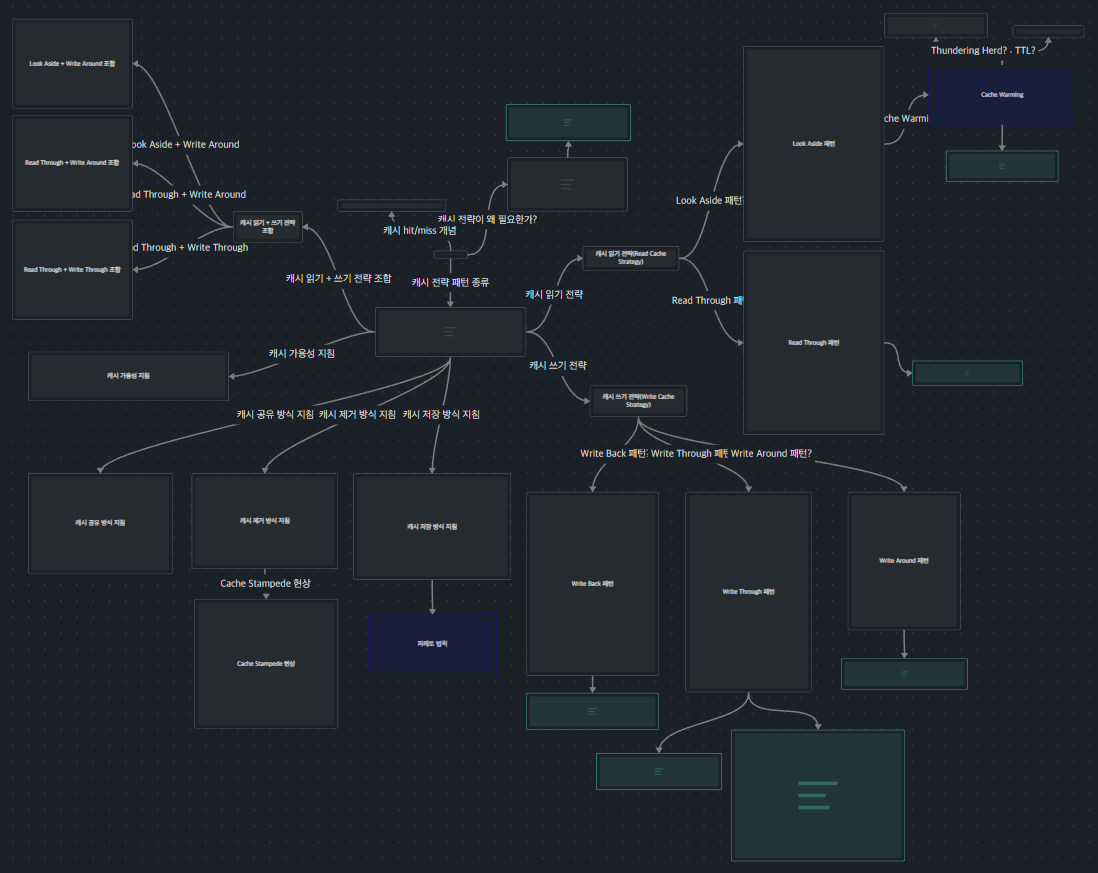 Thundering Herd?
TTL?
Cache Warming
che Warmi
Look Aside + Write Around 조합
ook Aside + Write Around
Read Through + Write Around 조합
ad Through + Write Around
Read Through + Write Through 조합
d Through + Write Through
캐시 읽기 + 쓰기 전략
조합
캐시 읽기 + 쓰기 전략 조합
캐시 전략이 왜 필요한가?
캐시 hit/miss 개념
캐시 전략 패턴 종류
Look Aside 패턴
Look Aside 패턴?
캐시 읽기 전략(Read Cache
Strategy)
캐시 읽기 전략
Read Through 패
Read Through 패턴
캐시 쓰기 전략
캐시 쓰기 전략(Write Cache
Strategy)
캐시 가용성 지침
캐시 가용성 지침
캐시 공유 방식 지침
캐시 제거 방식 지침
캐시 저장 방식 지침
Write Back 패턴?
Write Through 패턴
Write Around 패턴?
캐시 공유 방식 지침
캐시 제거 방식 지침
캐시 저장 방식 지침
Write Back 패턴
Write Through 패턴
Write Around 패턴
Cache Stampede 현상
Cache Stampede 현상
파레토 법칙